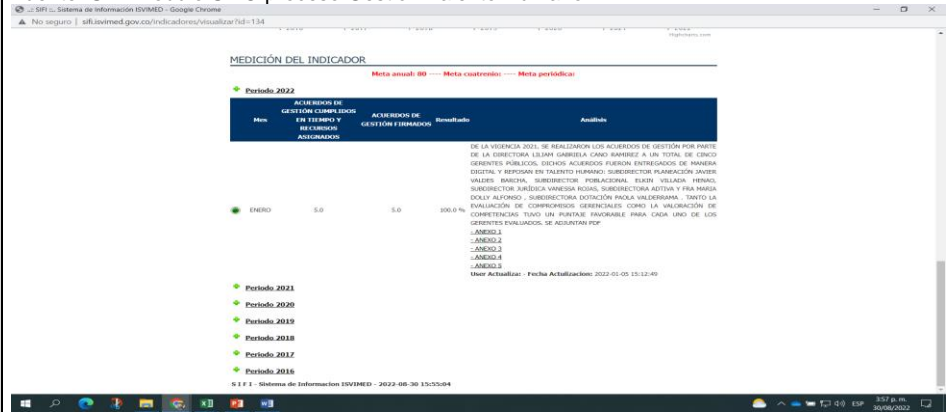 .:: SIFI ::. Sistema de Información ISVIMED - Google Chrome
No seguro | sifi.isvimed.gov.co/indicadores/visualizar?id=134
Highcharts.com
MEDICIÓN DEL INDICADOR
Meta anual: 80 ---- Meta cuatrenio: ---- Meta periódica:
Periodo 2022
Mes
ACUERDOS DE
GESTIÓN CUMPLIDOS
EN TIEMPO Y
RECURSOS
ASIGNADOS
ACUERDOS DE
GESTIÓN FIRMADOS
Resultado
Análisis
ENERO 5.0 5.0 100.0 %
DE LA VIGENCIA 2021, SE REALIZARON LOS ACUERDOS DE GESTIÓN POR PARTE
DE LA DIRECTORA LILIAM GABRIELA CANO RAMIREZ A UN TOTAL DE CINCO
GERENTES PÚBLICOS, DICHOS ACUERDOS FUERON ENTREGADOS DE MANERA
DIGITAL Y REPOSAN EN TALENTO HUMANO: SUBDIRECTOR PLANEACIÓN JAVIER
VALDES BARCHA, SUBDIRECTOR POBLACIONAL ELKIN VILLADA HENAO,
SUBDIRECTOR JURÍDICA VANESSA ROJAS, SUBDIRECTORA ADTIVA Y FRA MARIA
DOLLY ALFONSO , SUBDIRECTORA DOTACIÓN PAOLA VALDERRAMA . TANTO LA
EVALUACIÓN DE COMPROMISOS GERENCIALES COMO LA VALORACIÓN DE
COMPETENCIAS TUVO UN PUNTAJE FAVORABLE PARA CADA UNO DE LOS
GERENTES EVALUADOS. SE ADJUNTAN PDF
- ANEXO 1
- ANEXO 2
- ANEXO 3
- ANEXO 4
- ANEXO 5
User Actualiza: - Fecha Actulizacion: 2022-01-05 15:12:49
Periodo 2021
Periodo 2020
Periodo 2019
Periodo 2018
Periodo 2017
Periodo 2016
S I F I - Sistema de Informacion ISVIMED - 2022-08-30 15:55:04
ESP
3:57 p. m.
30/08/2022